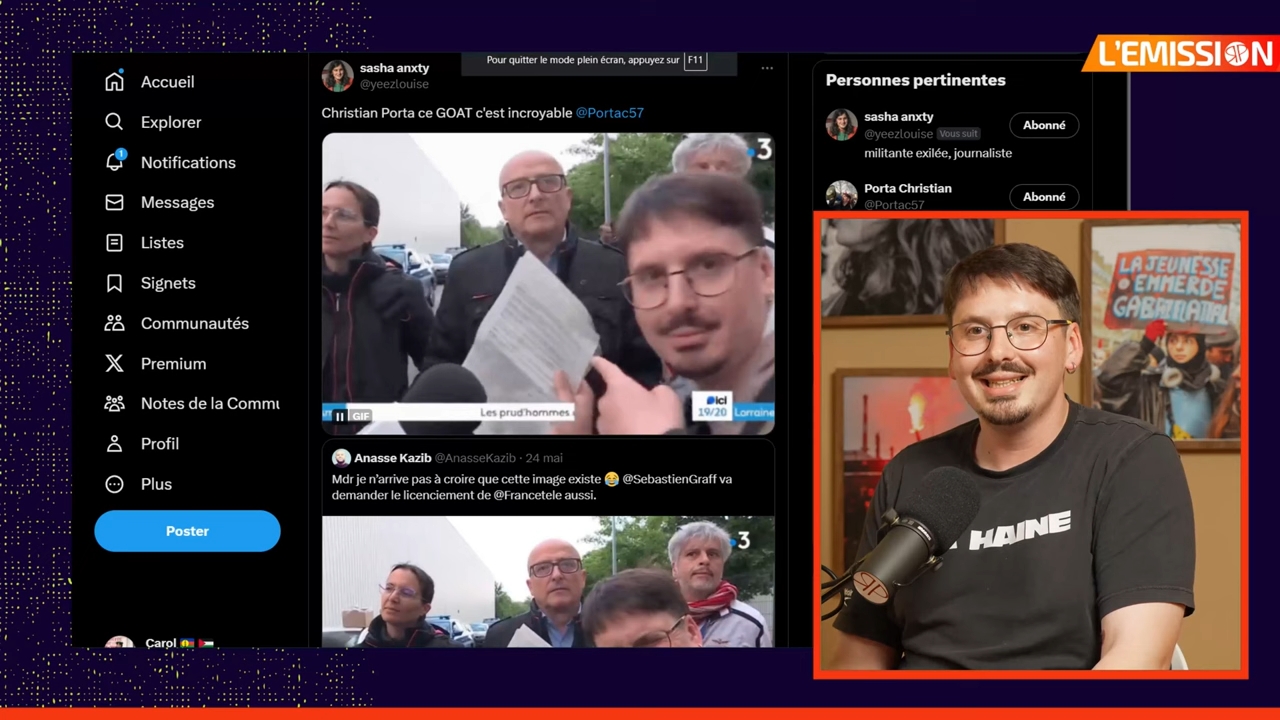 Accueil
Explorer
1
Notifications
Messages
Listes
Signets
Communautés
Premium
Notes de la Commu
Profil
Plus
Poster
Carol
sasha anxty
@yeezlouise
Pour quitter le mode plein écran, appuyez sur F11
Christian Porta ce GOAT c'est incroyable @Portac57
3
GIF
Les prud'hommes
ici
19/20
Lorraine
Anasse Kazib @AnasseKazib · 24 mai
Mdr je n'arrive pas à croire que cette image existe 😂 @SebastienGraff va
demander le licenciement de @Francetele aussi.
3
L'EMISSION
Personnes pertinentes
sasha anxty
@yeezlouise Vous suit
Abonné
militante exilée, journaliste
Porta Christian
@Portac57
Abonné
LA JEUNESSE
EMMERDE
HAINE